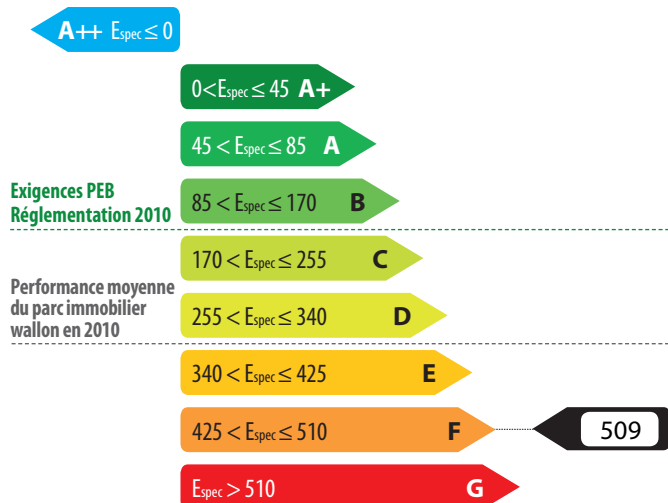 A++ Espec ≤ 0
0 < Espec ≤ 45 A+
45 < Espec ≤ 85 A
Exigences PEB
Réglementation 2010
85 < Espec ≤ 170 B
170 < Espec ≤ 255 C
Performance moyenne
du parc immobilier
wallon en 2010
255 < Espec ≤ 340 D
340 < Espec ≤ 425 E
425 < Espec ≤ 510 F
509
Espec > 510 G